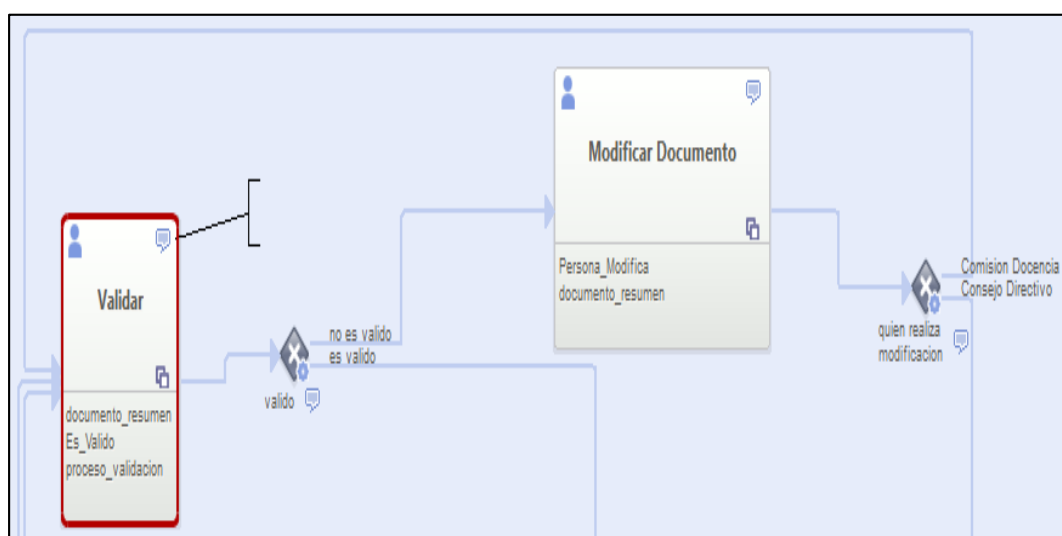 Modificar Documento
Persona_Modifica
documento_resumen
Comision Docencia
Consejo Directivo
quien realiza
modificacion
Validar
no es valido
es valido
valido
documento_resumen
Es_Valido
proceso_validacion